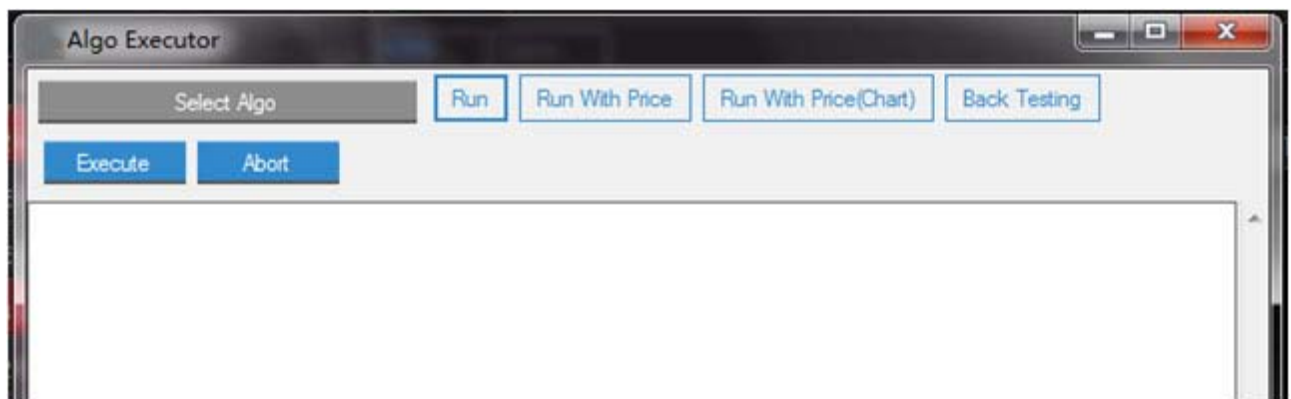 Algo Executor
Select Algo Run Run With Price Run With Price(Chart) Back Testing
Execute Abort